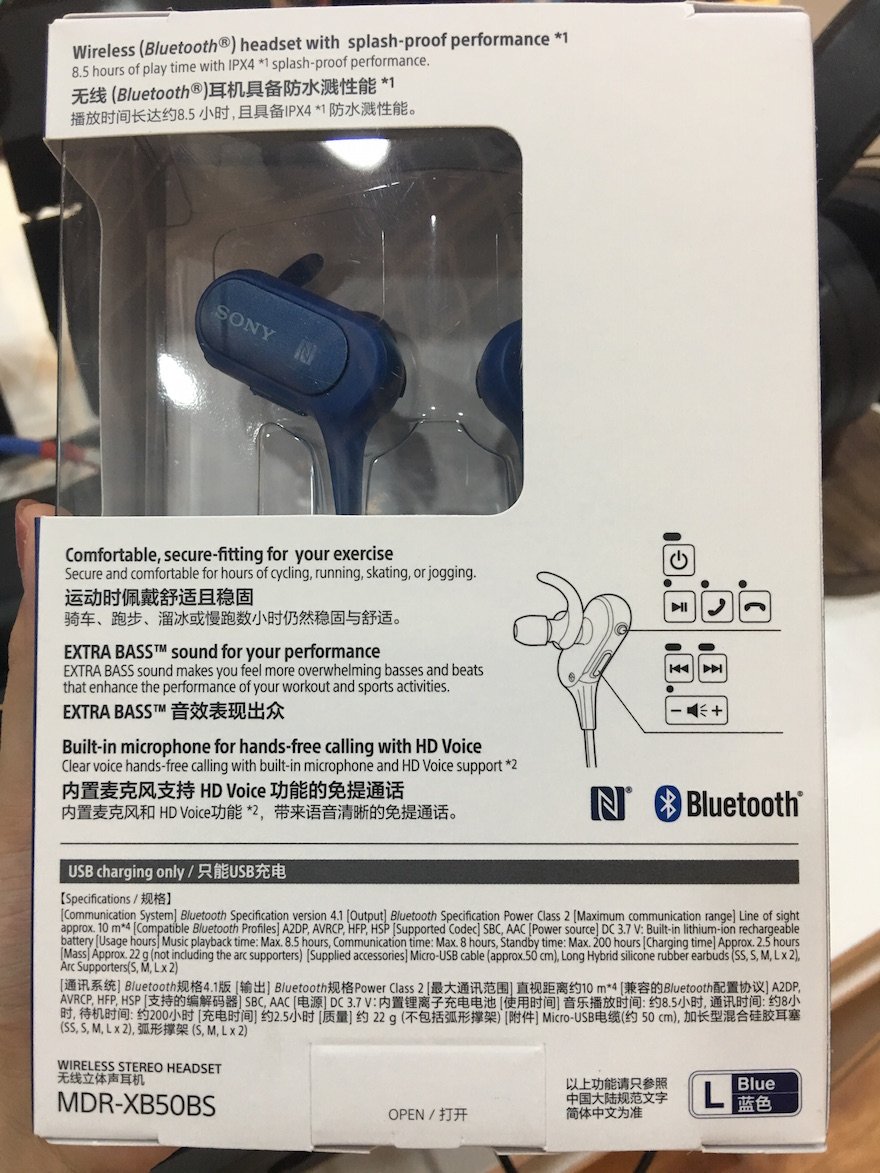 Wireless (Bluetooth®) headset with splash-proof performance *1
8.5 hours of play time with IPX4 *1 splash-proof performance.
无线 (Bluetooth®)耳机具备防水溅性能 *1
播放时间长达约8.5 小时, 且具备IPX4 *1 防水溅性能。
SONY
Comfortable, secure-fitting for your exercise
Secure and comfortable for hours of cycling, running, skating, or jogging.
运动时佩戴舒适且稳固
骑车、跑步、溜冰或慢跑数小时仍然稳固与舒适。
EXTRA BASS™ sound for your performance
EXTRA BASS sound makes you feel more overwhelming basses and beats
that enhance the performance of your workout and sports activities.
EXTRA BASS™ 音效表现出众
Built-in microphone for hands-free calling with HD Voice
Clear voice hands-free calling with built-in microphone and HD Voice support *2
内置麦克风支持 HD Voice 功能的免提通话
内置麦克风和 HD Voice功能 *2，带来语音清晰的免提通话。
N® Bluetooth®
USB charging only / 只能USB充电
【Specifications / 规格】
[Communication System] Bluetooth Specification version 4.1 [Output] Bluetooth Specification Power Class 2 [Maximum communication range] Line of sight
approx. 10 m*4 [Compatible Bluetooth Profiles] A2DP, AVRCP, HFP, HSP [Supported Codec] SBC, AAC [Power source] DC 3.7 V: Built-in lithium-ion rechargeable
battery [Usage hours] Music playback time: Max. 8.5 hours, Communication time: Max. 8 hours, Standby time: Max. 200 hours [Charging time] Approx. 2.5 hours
[Mass] Approx. 22 g (not including the arc supporters) [Supplied accessories] Micro-USB cable (approx.50 cm), Long Hybrid silicone rubber earbuds (SS, S, M, L x 2),
Arc Supporters(S, M, L x 2)
[通讯系统] Bluetooth规格4.1版 [输出] Bluetooth规格Power Class 2 [最大通讯范围] 直视距离约10 m*4 [兼容的Bluetooth配置协议] A2DP,
AVRCP, HFP, HSP [支持的编解码器] SBC, AAC [电源] DC 3.7 V: 内置锂离子充电电池 [使用时间] 音乐播放时间: 约8.5小时, 通讯时间: 约8小
时, 待机时间: 约200小时 [充电时间] 约2.5小时 [质量] 约 22 g (不包括弧形撑架) [附件] Micro-USB电缆(约 50 cm), 加长型混合硅胶耳塞
(SS, S, M, L x 2), 弧形撑架 (S, M, L x 2)
WIRELESS STEREO HEADSET
无线立体声耳机
MDR-XB50BS
OPEN / 打开
以上功能请只参照
中国大陆规范文字
简体中文为准
L Blue
蓝色